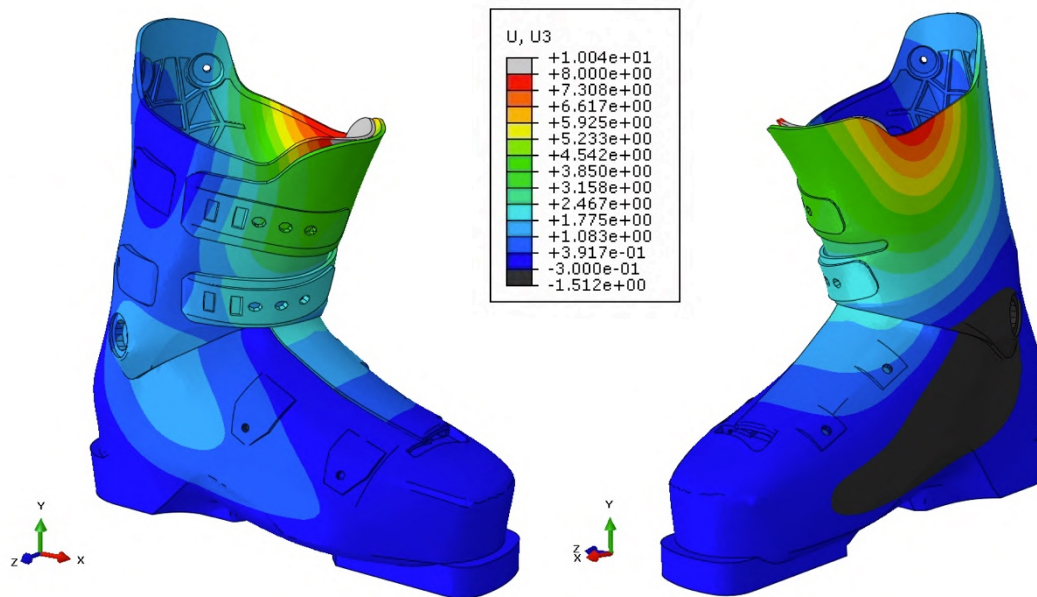 U, U3
+1.004e+01
+8.000e+00
+7.308e+00
+6.617e+00
+5.925e+00
+5.233e+00
+4.542e+00
+3.850e+00
+3.158e+00
+2.467e+00
+1.775e+00
+1.083e+00
+3.917e-01
-3.000e-01
-1.512e+00
Y
Z
X
Y
Z
X